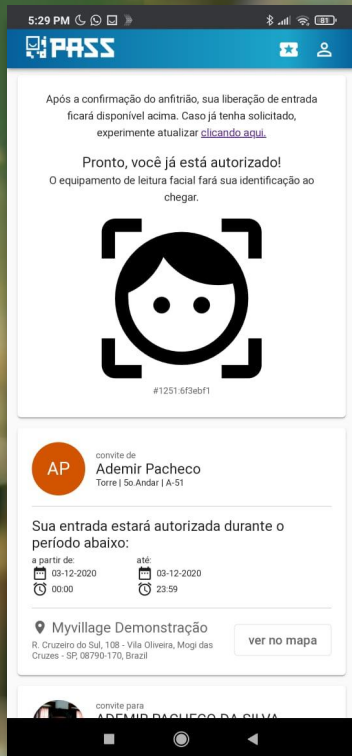 5:29 PM
81
PASS
Após a confirmação do anfitrião, sua liberação de entrada
ficará disponível acima. Caso já tenha solicitado,
experimente atualizar clicando aqui.
Pronto, você já está autorizado!
O equipamento de leitura facial fará sua identificação ao
chegar.
#1251:6f3ebf1
AP
convite de
Ademir Pacheco
Torre | 5o.Andar | A-51
Sua entrada estará autorizada durante o
período abaixo:
a partir de: até:
03-12-2020 03-12-2020
00:00 23:59
Myvillage Demonstração
R. Cruzeiro do Sul, 108 - Vila Oliveira, Mogi das
Cruzes - SP, 08790-170, Brazil
ver no mapa
convite para
ADEMIR PACHECO DA SILVA